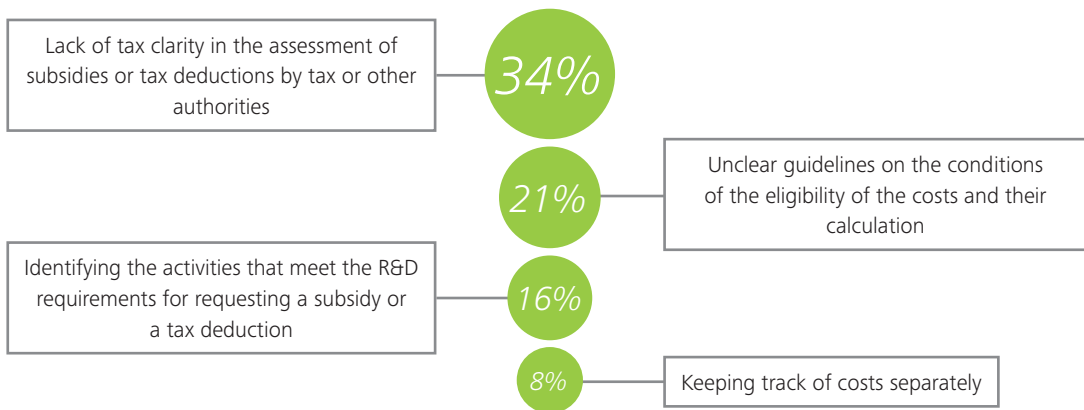 Lack of tax clarity in the assessment of
subsidies or tax deductions by tax or other
authorities
34%
21%
Unclear guidelines on the conditions
of the eligibility of the costs and their
calculation
Identifying the activities that meet the R&D
requirements for requesting a subsidy or
a tax deduction
16%
8%
Keeping track of costs separately